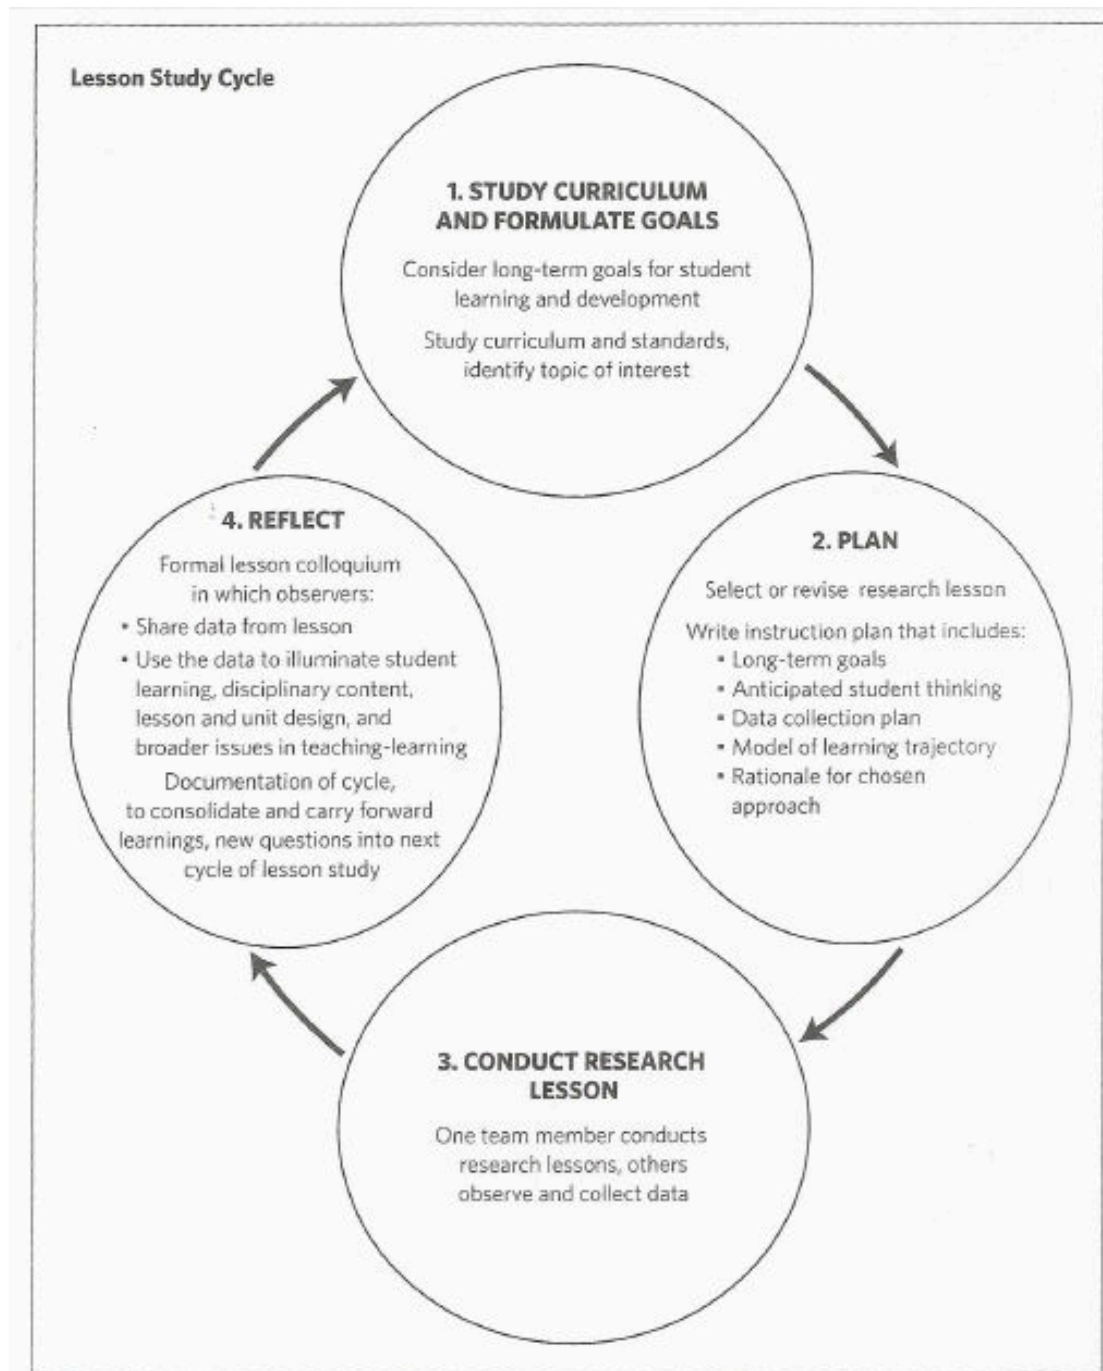 Lesson Study Cycle
1. STUDY CURRICULUM
AND FORMULATE GOALS
Consider long-term goals for student
learning and development
Study curriculum and standards,
identify topic of interest
2. PLAN
Select or revise research lesson
Write instruction plan that includes:
• Long-term goals
• Anticipated student thinking
• Data collection plan
• Model of learning trajectory
• Rationale for chosen
approach
3. CONDUCT RESEARCH
LESSON
One team member conducts
research lessons, others
observe and collect data
4. REFLECT
Formal lesson colloquium
in which observers:
• Share data from lesson
• Use the data to illuminate student
learning, disciplinary content,
lesson and unit design, and
broader issues in teaching-learning
Documentation of cycle,
to consolidate and carry forward
learnings, new questions into next
cycle of lesson study